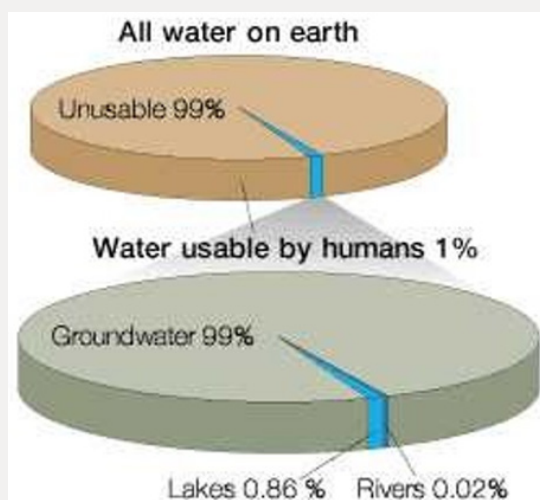 All water on earth
Unusable 99%
Water usable by humans 1%
Groundwater 99%
Lakes 0.86 % Rivers 0.02%